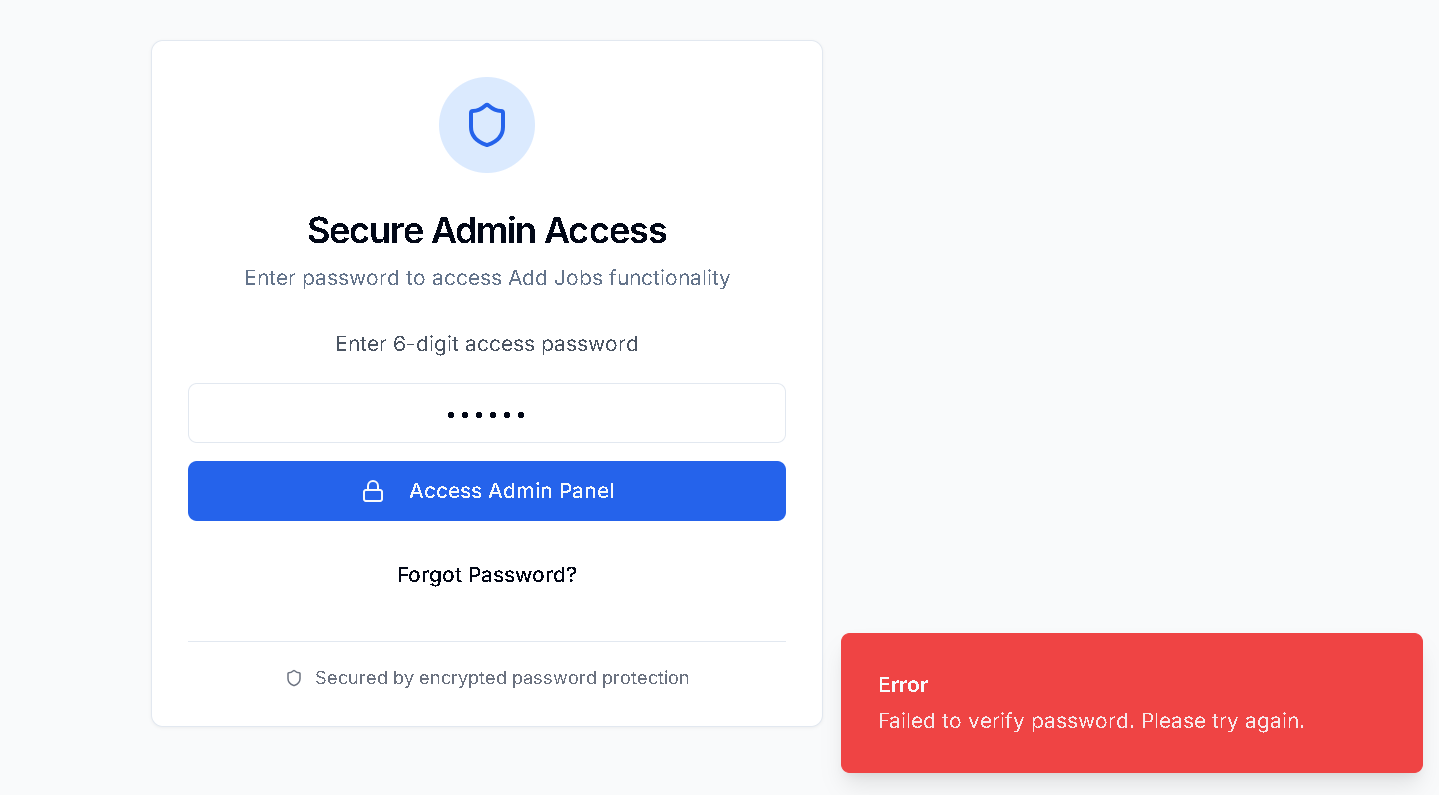 Secure Admin Access
Enter password to access Add Jobs functionality
Enter 6-digit access password
••••••
Access Admin Panel
Forgot Password?
Secured by encrypted password protection
Error
Failed to verify password. Please try again.